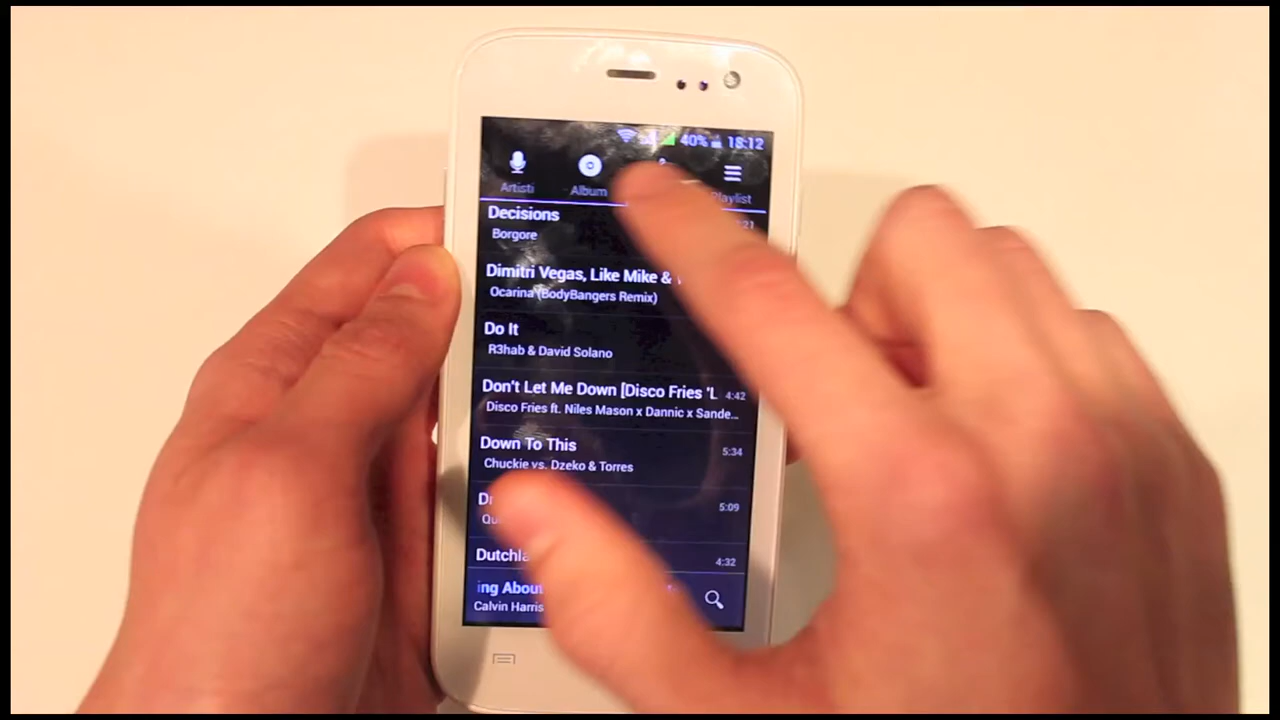 40% 18:12
Artisti Album Playlist
Decisions
Borgore
Dimitri Vegas, Like Mike &
Ocarina (BodyBangers Remix)
Do It
R3hab & David Solano
Don't Let Me Down [Disco Fries 'L 4:42
Disco Fries ft. Niles Mason x Dannic x Sande...
Down To This 5:34
Chuckie vs. Dzeko & Torres
5:09
4:32
ing About
Calvin Harris